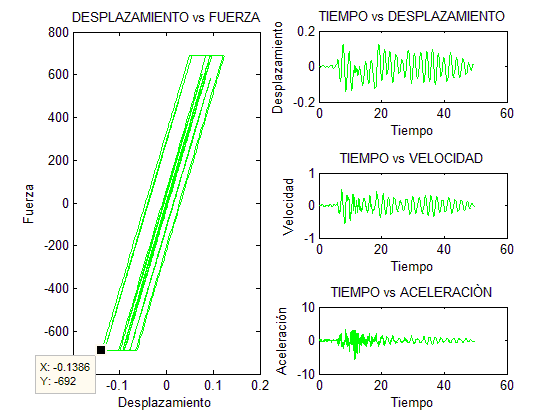 DESPLAZAMIENTO vs FUERZA
800
600
400
200
0
-200
-400
-600
Fuerza
-0.1
0
0.1
0.2
Desplazamiento
X: -0.1386
Y: -692
TIEMPO vs DESPLAZAMIENTO
0.2
0
-0.2
Desplazamiento
0
20
40
60
Tiempo
TIEMPO vs VELOCIDAD
1
0
-1
Velocidad
0
20
40
60
Tiempo
TIEMPO vs ACELERACIÒN
10
0
-10
Aceleración
0
20
40
60
Tiempo